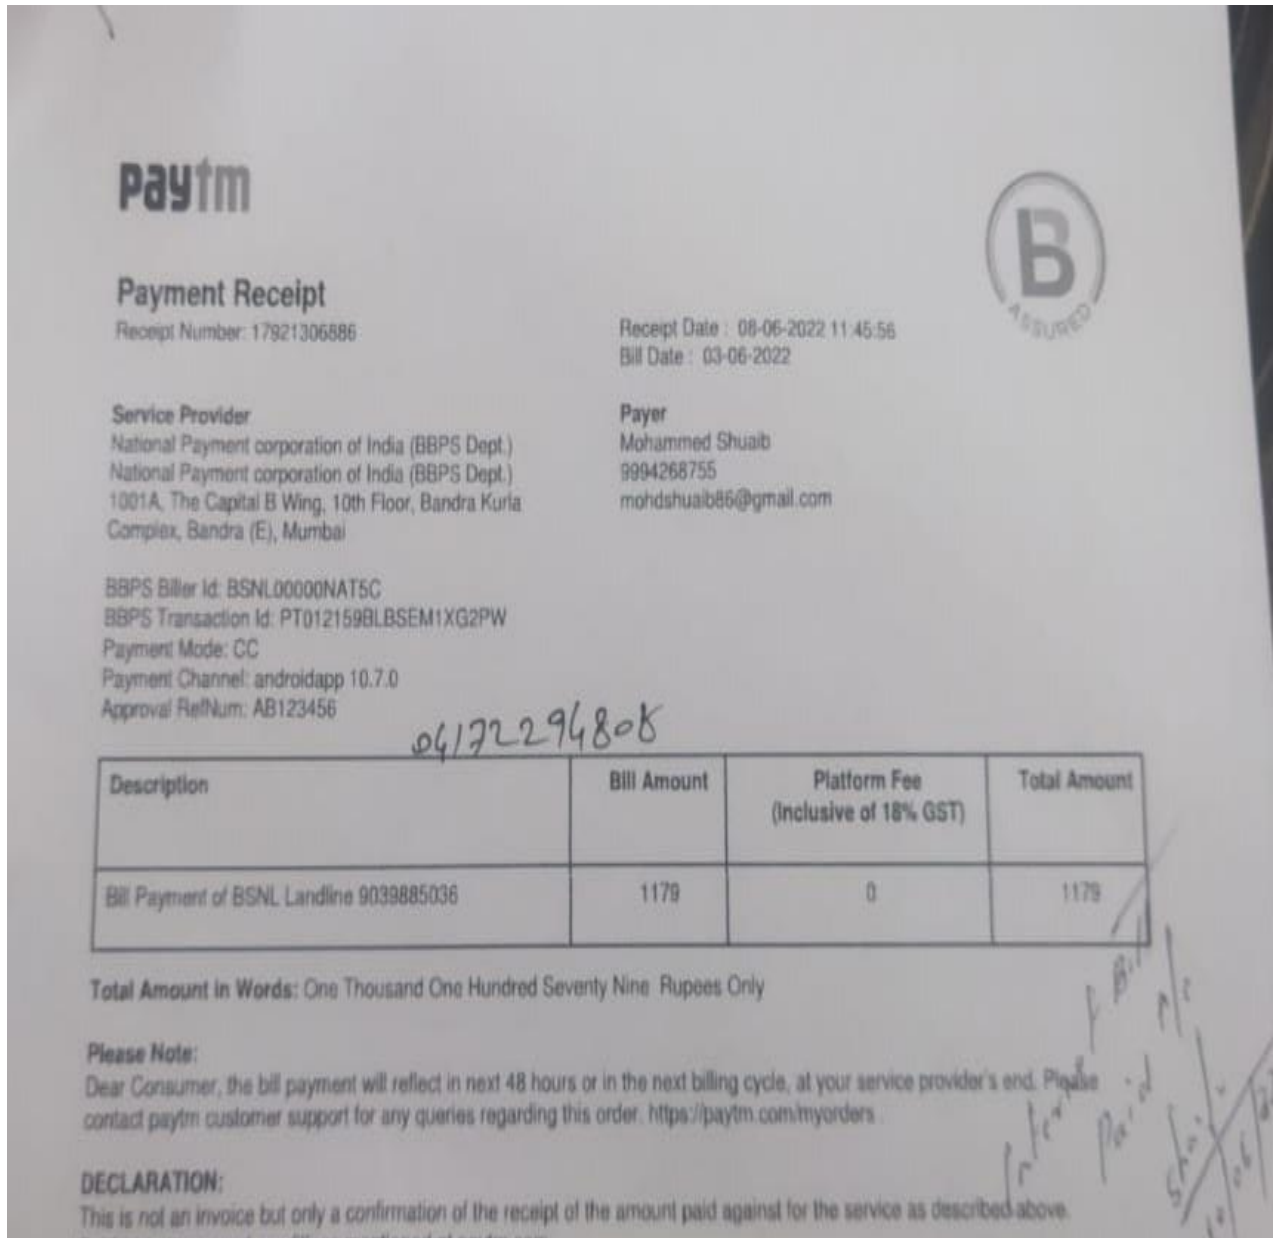 paytm
B
ASSURED
Payment Receipt
Receipt Number: 17921306886
Receipt Date : 08-06-2022 11:45:56
Bill Date : 03-06-2022
Service Provider
National Payment corporation of India (BBPS Dept.)
National Payment corporation of India (BBPS Dept.)
1001A, The Capital B Wing, 10th Floor, Bandra Kurla
Complex, Bandra (E), Mumbai
Payer
Mohammed Shuaib
9994268755
mohdshuaib86@gmail.com
BBPS Biller Id: BSNL00000NAT5C
BBPS Transaction Id: PT012159BLBSEM1XG2PW
Payment Mode: CC
Payment Channel: androidapp 10.7.0
Approval RefNum: AB123456
04172294808
Description Bill Amount Platform Fee Total Amount
(Inclusive of 18% GST)
Bill Payment of BSNL Landline 9039885036 1179 0 1179
Total Amount in Words: One Thousand One Hundred Seventy Nine Rupees Only
Please Note:
Dear Consumer, the bill payment will reflect in next 48 hours or in the next billing cycle, at your service provider's end. Please
contact paytm customer support for any queries regarding this order. https://paytm.com/myorders .
Bill
Paid
DECLARATION:
This is not an invoice but only a confirmation of the receipt of the amount paid against for the service as described above.